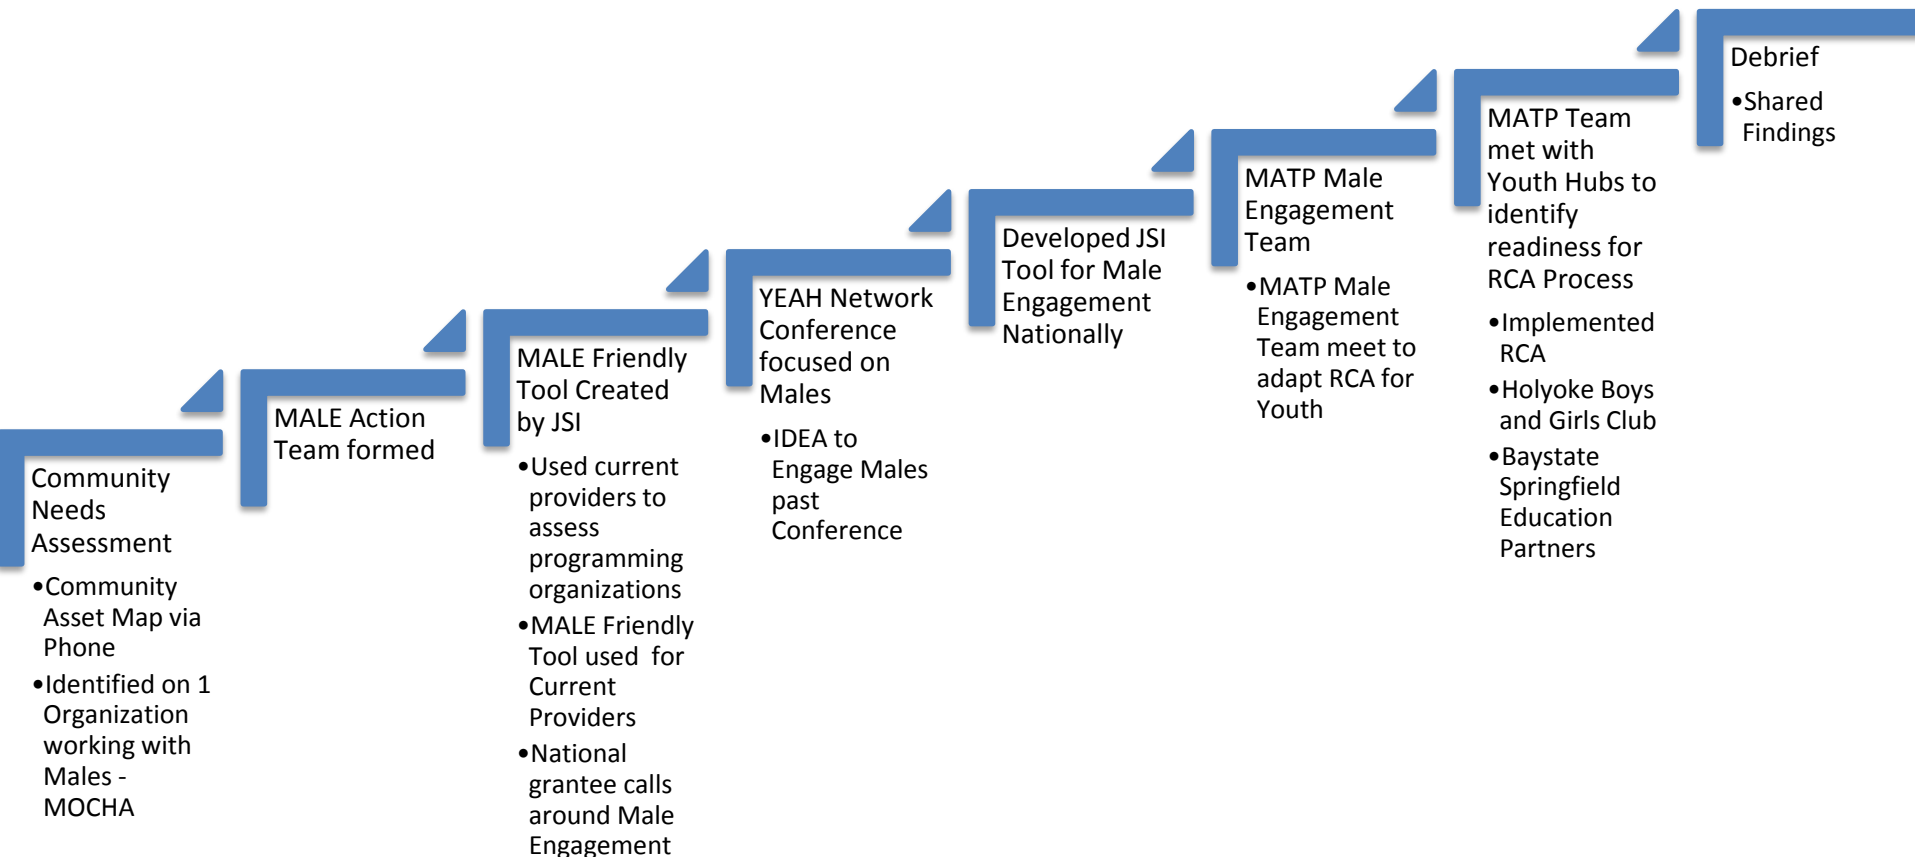 Community
Needs
Assessment
•Community
Asset Map via
Phone
•Identified on 1
Organization
working with
Males -
MOCHA
MALE Action
Team formed
MALE Friendly
Tool Created
by JSI
•Used current
providers to
assess
programming
organizations
•MALE Friendly
Tool used for
Current
Providers
•National
grantee calls
around Male
Engagement
YEAH Network
Conference
focused on
Males
•IDEA to
Engage Males
past
Conference
Developed JSI
Tool for Male
Engagement
Nationally
MATP Male
Engagement
Team
•MATP Male
Engagement
Team meet to
adapt RCA for
Youth
MATP Team
met with
Youth Hubs to
identify
readiness for
RCA Process
•Implemented
RCA
•Holyoke Boys
and Girls Club
•Baystate
Springfield
Education
Partners
Debrief
•Shared
Findings